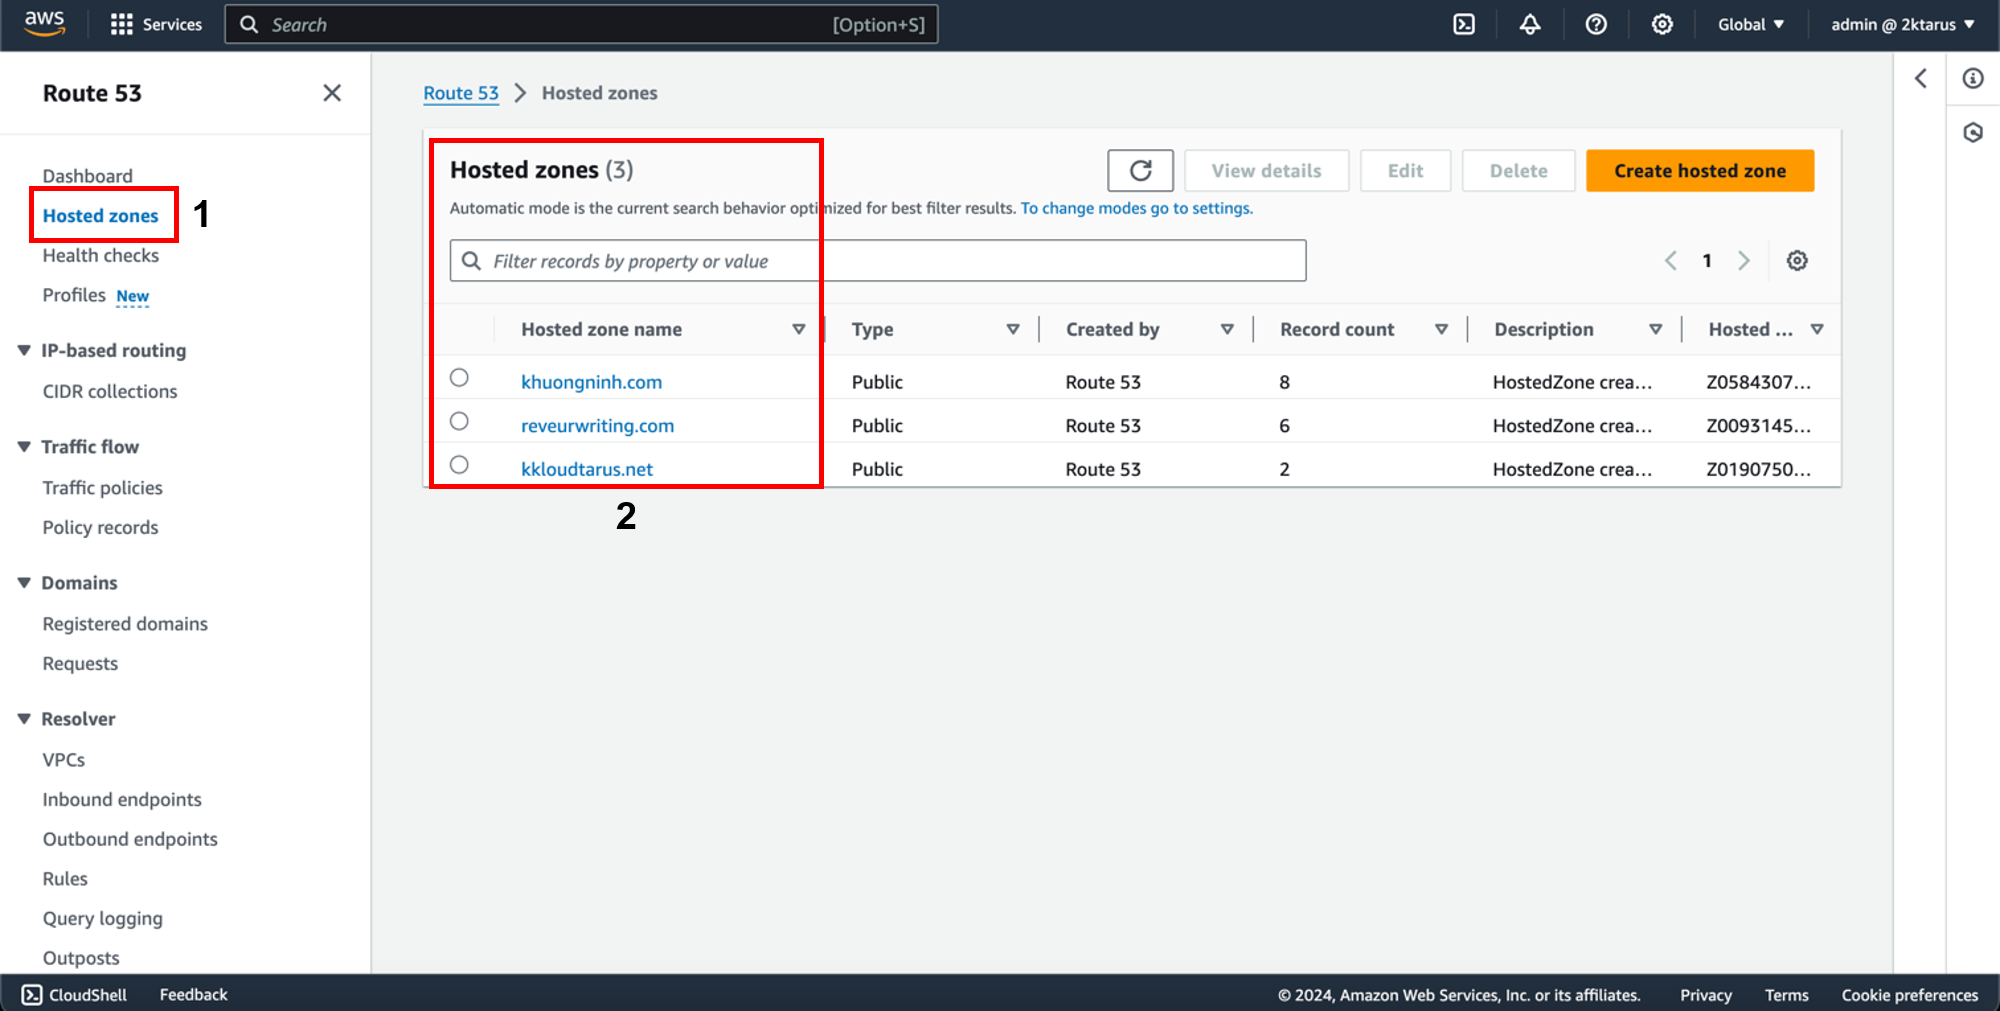 aws Services Search [Option+S] Global admin @ 2ktarus
Route 53
Dashboard
Hosted zones 1
Health checks
Profiles New
IP-based routing
CIDR collections
Traffic flow
Traffic policies
Policy records
Domains
Registered domains
Requests
Resolver
VPCs
Inbound endpoints
Outbound endpoints
Rules
Query logging
Outposts
Route 53 Hosted zones
Hosted zones (3) View details Edit Delete Create hosted zone
Automatic mode is the current search behavior optimized for best filter results. To change modes go to settings.
Filter records by property or value 1
Hosted zone name Type Created by Record count Description Hosted ...
khuongninh.com Public Route 53 8 HostedZone crea... Z0584307...
reveurwriting.com Public Route 53 6 HostedZone crea... Z0093145...
kkloudtarus.net Public Route 53 2 HostedZone crea... Z0190750...
2
CloudShell Feedback © 2024, Amazon Web Services, Inc. or its affiliates. Privacy Terms Cookie preferences